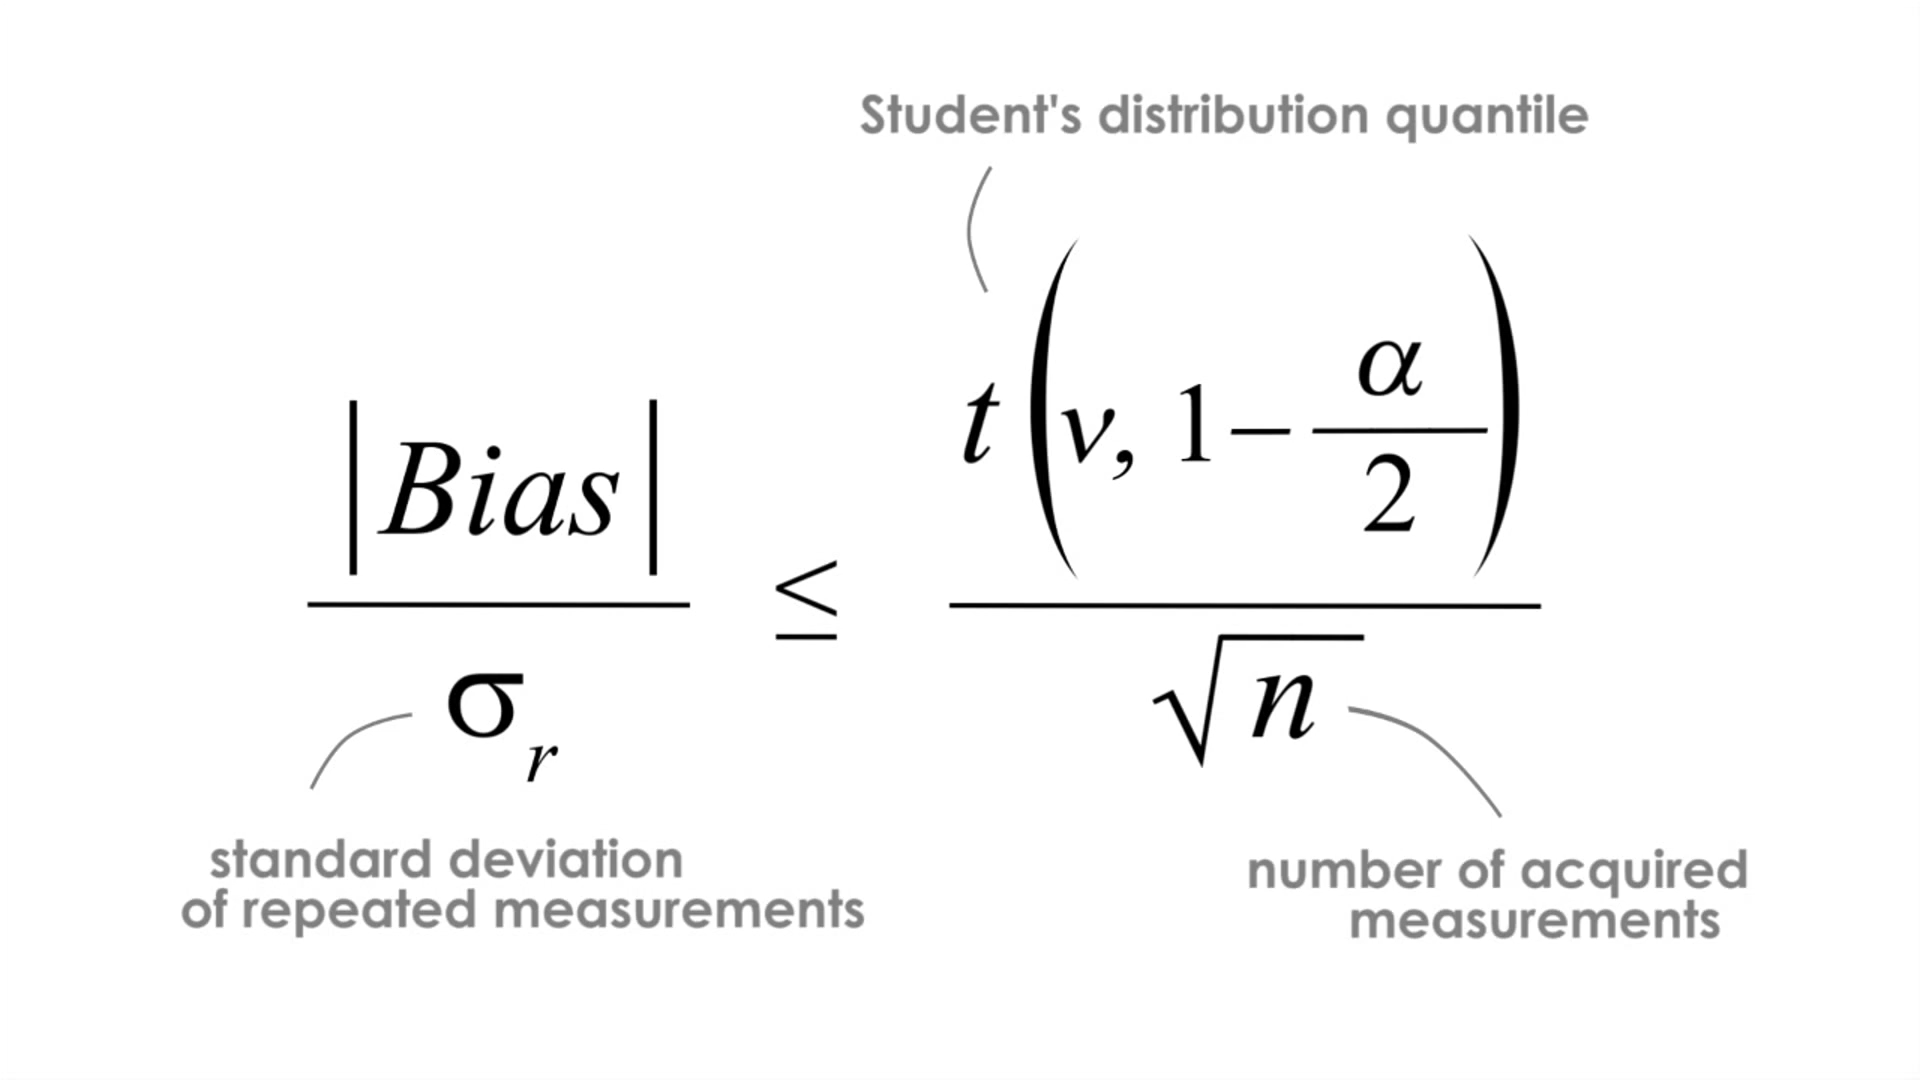 Student's distribution quantile
|Bias| / σr ≤ t(ν, 1 − α/2) / √n
standard deviation
of repeated measurements
number of acquired
measurements